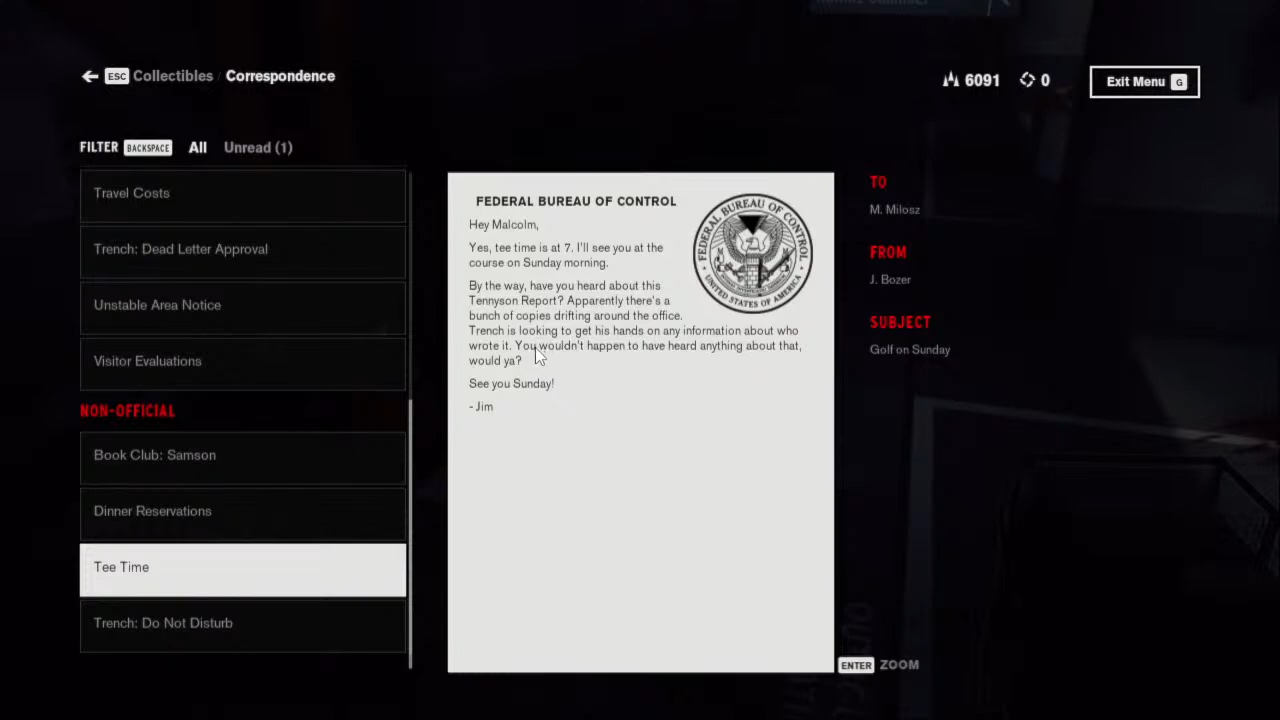 ESC Collectibles / Correspondence
6091 0
Exit Menu G
FILTER BACKSPACE All Unread (1)
Travel Costs
Trench: Dead Letter Approval
Unstable Area Notice
Visitor Evaluations
NON-OFFICIAL
Book Club: Samson
Dinner Reservations
Tee Time
Trench: Do Not Disturb
FEDERAL BUREAU OF CONTROL
Hey Malcolm,
Yes, tee time is at 7. I'll see you at the
course on Sunday morning.
By the way, have you heard about this
Tennyson Report? Apparently there's a
bunch of copies drifting around the office.
Trench is looking to get his hands on any information about who
wrote it. You wouldn't happen to have heard anything about that,
would ya?
See you Sunday!
- Jim
FEDERAL BUREAU OF CONTROL
UNITED STATES OF AMERICA
TO
M. Milosz
FROM
J. Bozer
SUBJECT
Golf on Sunday
ENTER ZOOM